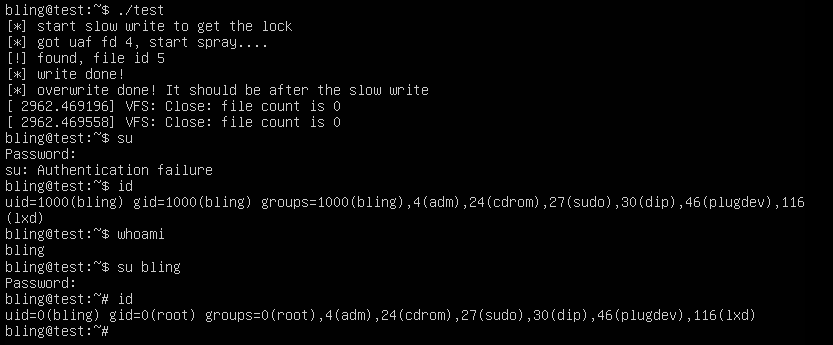 bling@test:~$ ./test
[*] start slow write to get the lock
[*] got uaf fd 4, start spray....
[!] found, file id 5
[*] write done!
[*] overwrite done! It should be after the slow write
[ 2962.469196] VFS: Close: file count is 0
[ 2962.469558] VFS: Close: file count is 0
bling@test:~$ su
Password:
su: Authentication failure
bling@test:~$ id
uid=1000(bling) gid=1000(bling) groups=1000(bling),4(adm),24(cdrom),27(sudo),30(dip),46(plugdev),116
(lxd)
bling@test:~$ whoami
bling
bling@test:~$ su bling
Password:
bling@test:~# id
uid=0(bling) gid=0(root) groups=0(root),4(adm),24(cdrom),27(sudo),30(dip),46(plugdev),116(lxd)
bling@test:~#